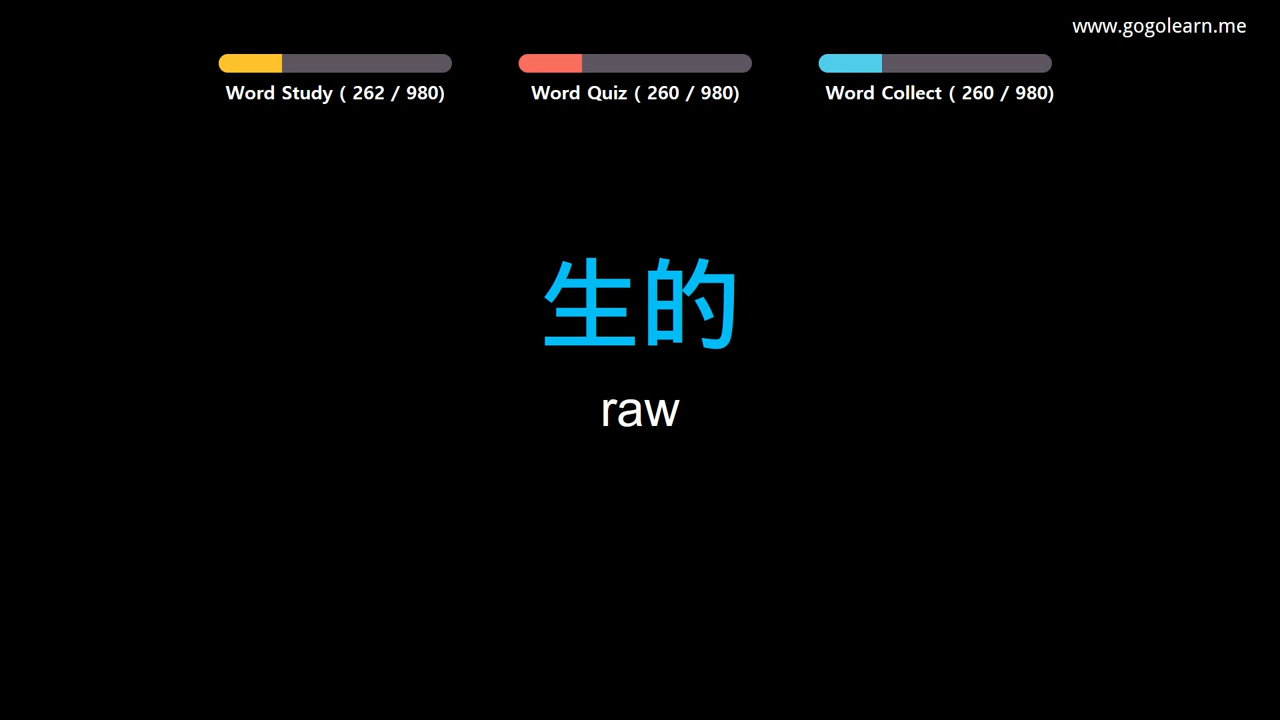 www.gogolearn.me
Word Study ( 262 / 980)
Word Quiz ( 260 / 980)
Word Collect ( 260 / 980)
生的
raw